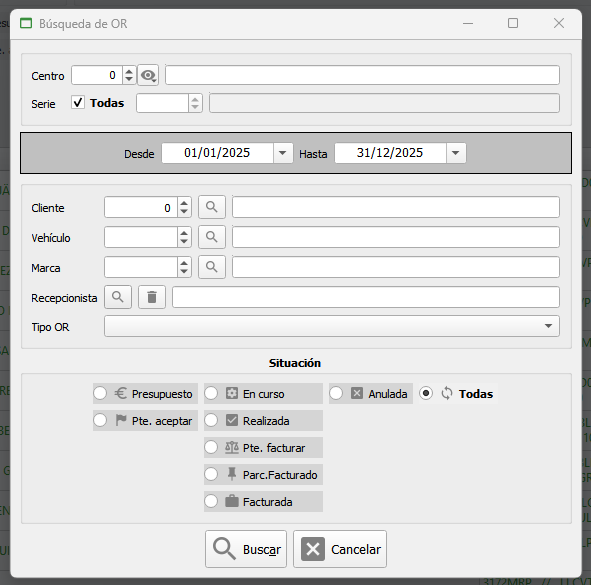 Búsqueda de OR
Centro 0
Serie Todas
Desde 01/01/2025 Hasta 31/12/2025
Cliente 0
Vehículo
Marca
Recepcionista
Tipo OR
Situación
Presupuesto En curso Anulada Todas
Pte. aceptar Realizada
Pte. facturar
Parc.Facturado
Facturada
Buscar Cancelar